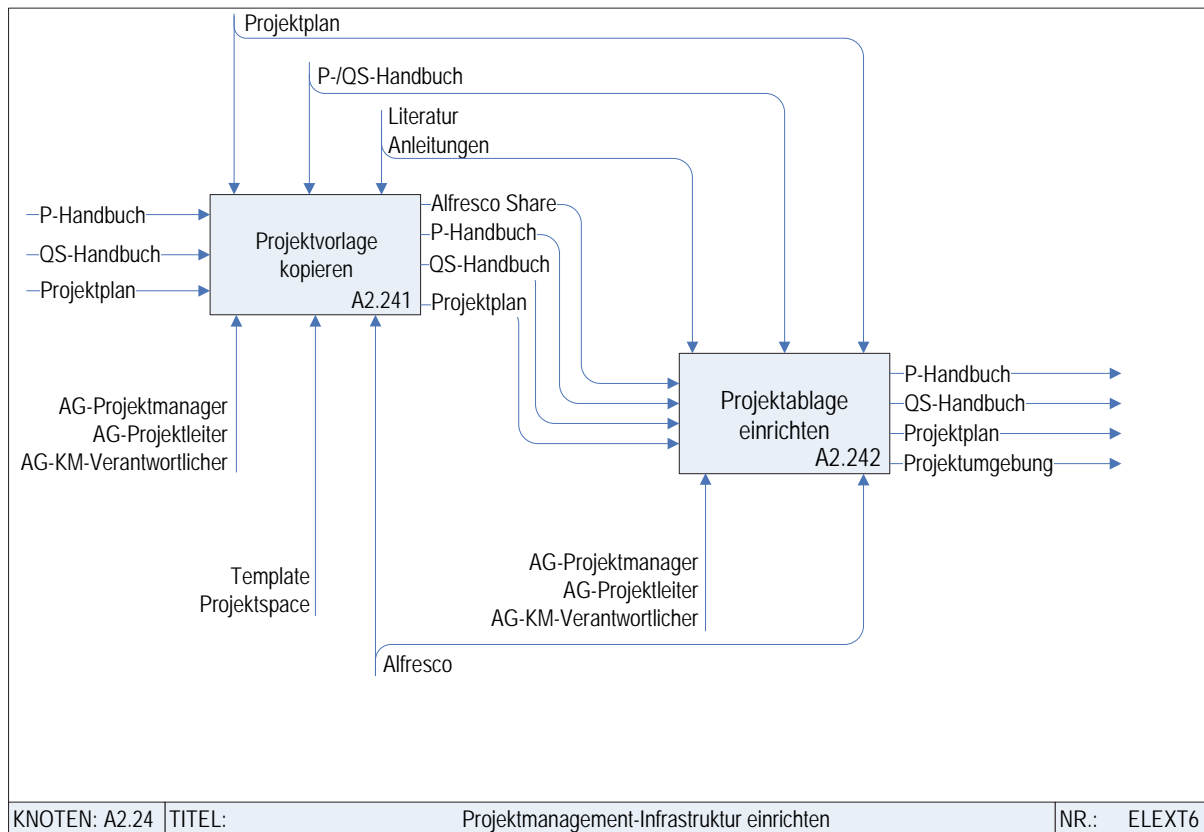 Projektplan
P-/QS-Handbuch
Literatur
Anleitungen
P-Handbuch
QS-Handbuch
Projektplan
Projektvorlage
kopieren
A2.241
Alfresco Share
P-Handbuch
QS-Handbuch
Projektplan
AG-Projektmanager
AG-Projektleiter
AG-KM-Verantwortlicher
Template
Projektspace
Alfresco
Projektablage
einrichten
A2.242
P-Handbuch
QS-Handbuch
Projektplan
Projektumgebung
AG-Projektmanager
AG-Projektleiter
AG-KM-Verantwortlicher
KNOTEN: A2.24 TITEL: Projektmanagement-Infrastruktur einrichten NR.: ELEXT6